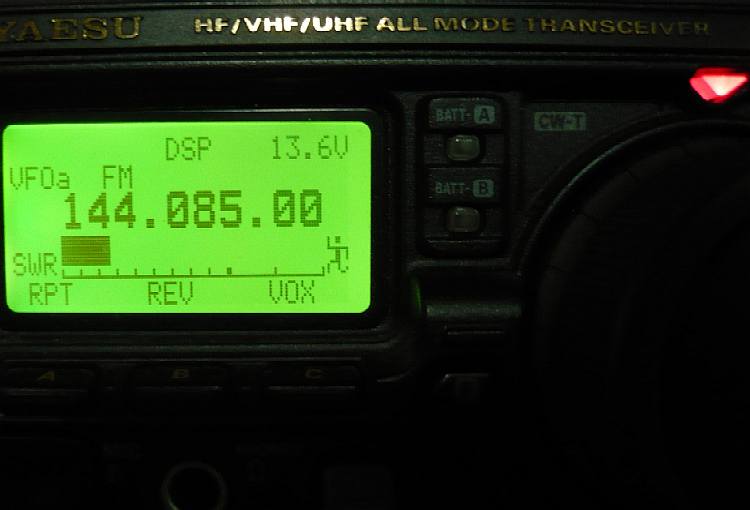 YAESU HF/VHF/UHF ALL MODE TRANSCEIVER
DSP 13.6V
VFOa FM
144.085.00
SWR
RPT REV VOX
BATT-A
BATT-B
CW-T
A B C